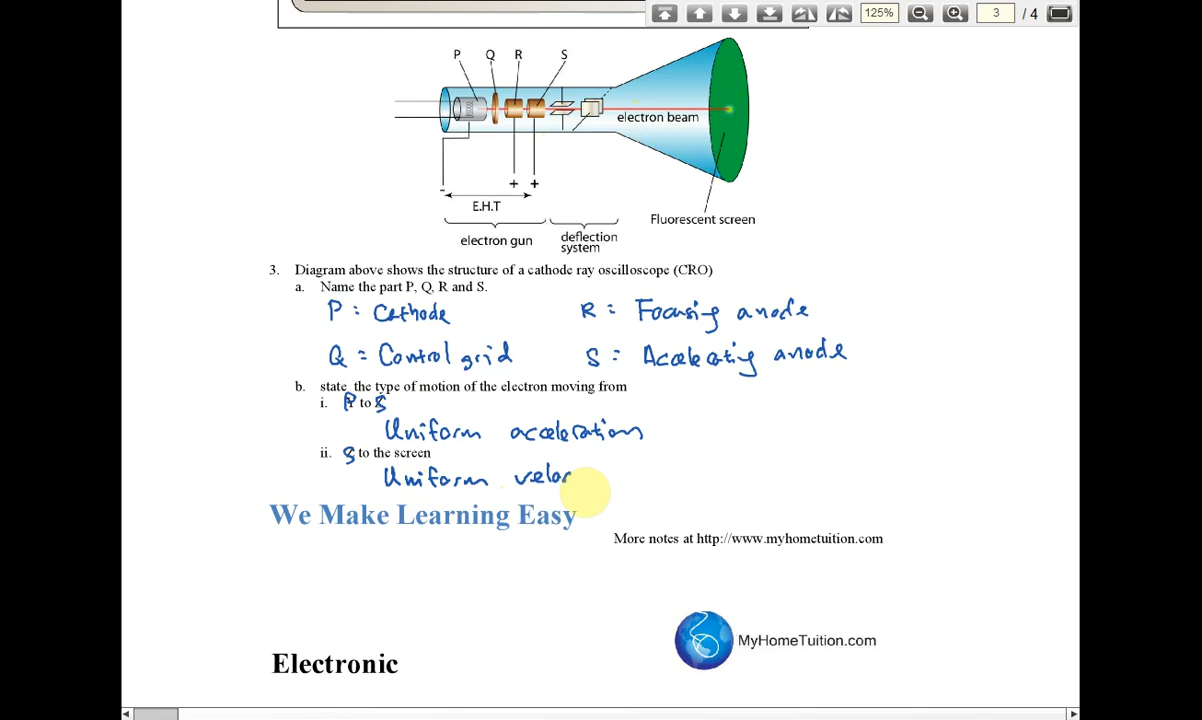 125%
3 / 4
P Q R S
electron beam
- + +
E.H.T
Fluorescent screen
electron gun
deflection
system
3. Diagram above shows the structure of a cathode ray oscilloscope (CRO)
a. Name the part P, Q, R and S.
P : Cathode R = Focusing anode
Q = Control grid S = Acelerating anode
b. state the type of motion of the electron moving from
i. P to S
Uniform acceleration
ii. S to the screen
Uniform veloc
We Make Learning Easy
More notes at http://www.myhometuition.com
MyHomeTuition.com
Electronic